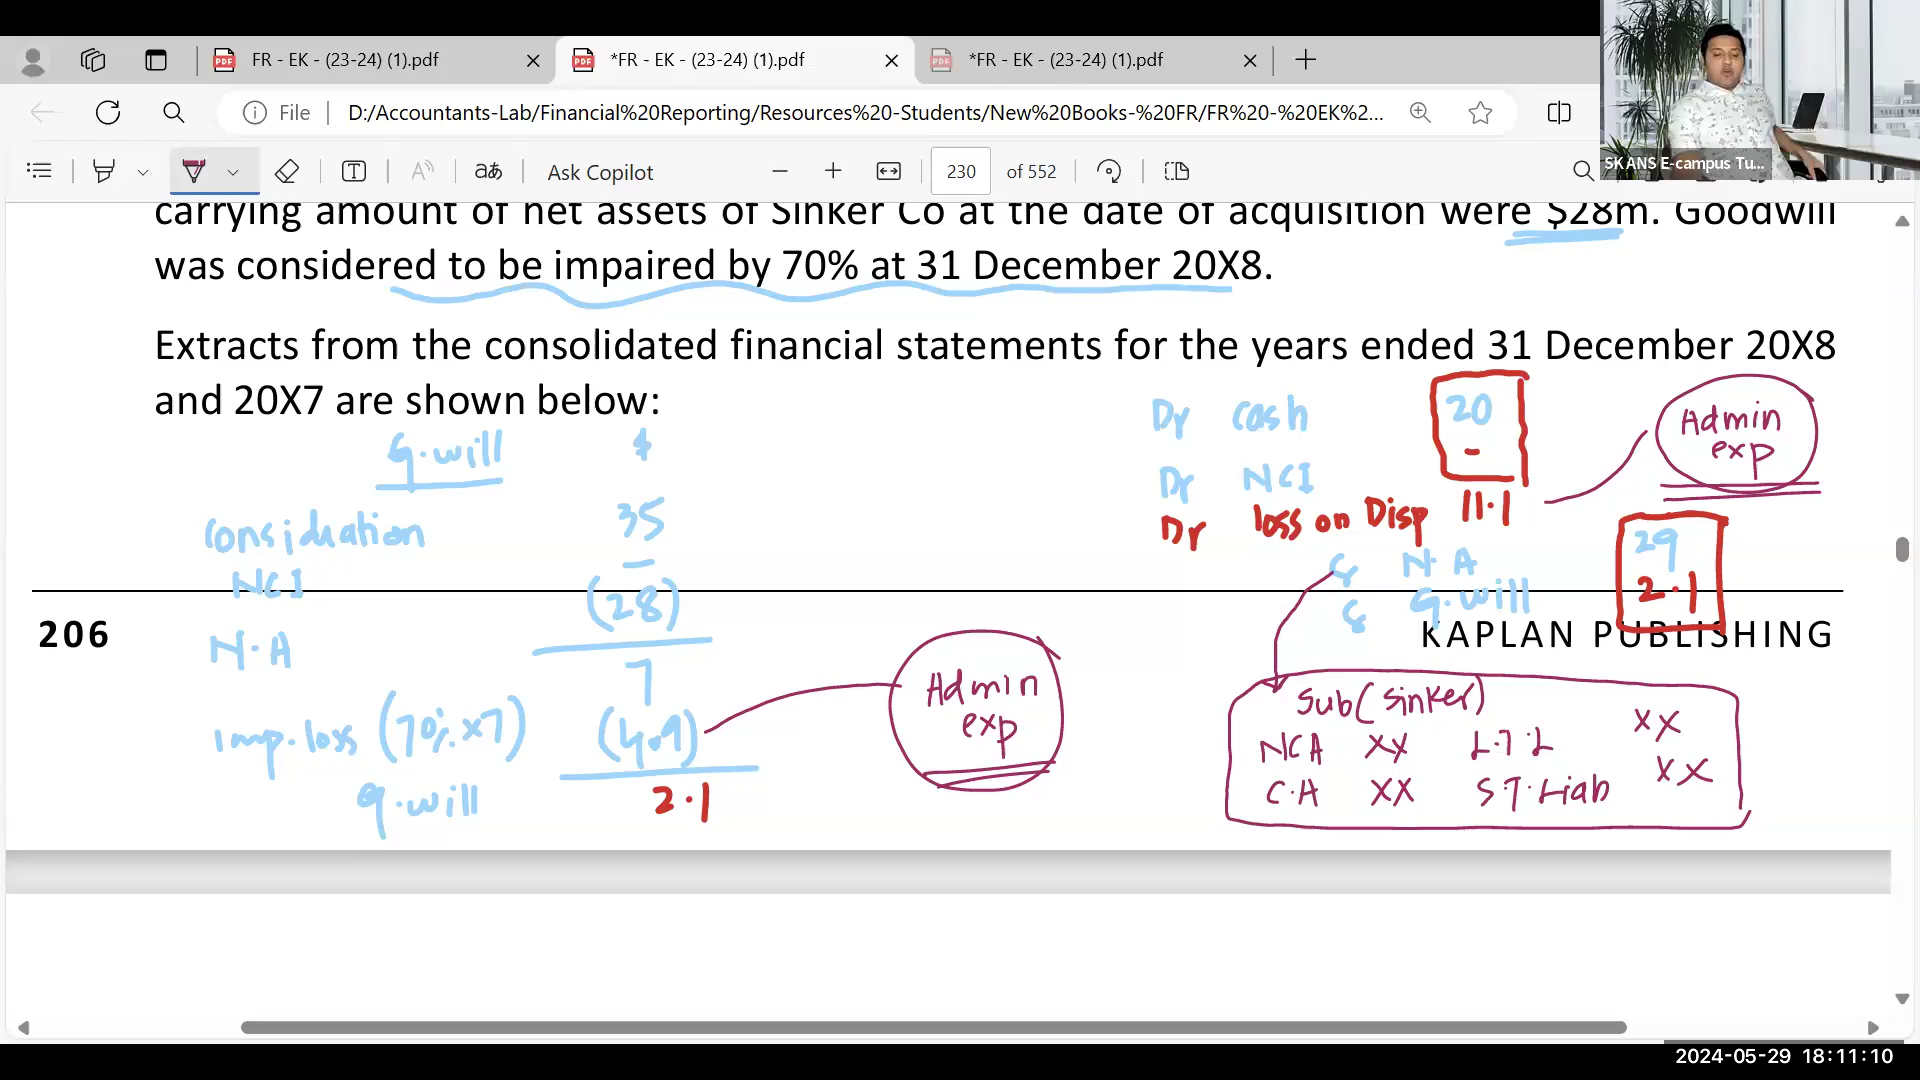 FR - EK - (23-24) (1).pdf
*FR - EK - (23-24) (1).pdf
*FR - EK - (23-24) (1).pdf
File
D:/Accountants-Lab/Financial%20Reporting/Resources%20-Students/New%20Books-%20FR/FR%20-%20EK%2...
Ask Copilot
230 of 552
SKANS E-campus Tu...
carrying amount of net assets of Sinker Co at the date of acquisition were $28m. Goodwill
was considered to be impaired by 70% at 31 December 20X8.
Extracts from the consolidated financial statements for the years ended 31 December 20X8
and 20X7 are shown below:
G.will $
Consideration 35
NCI –
N.A (28)
7
imp.loss (70% x7) (4.9)
g.will 2.1
Admin
exp
Dr cash 20
Dr NCI -
Dr loss on Disp 11.1
Cr N.A 29
Cr G.will 2.1
Admin
exp
206 KAPLAN PUBLISHING
Sub(Sinker)
NCA XX L.T.L XX
C.A XX S.T.Liab XX
2024-05-29 18:11:10